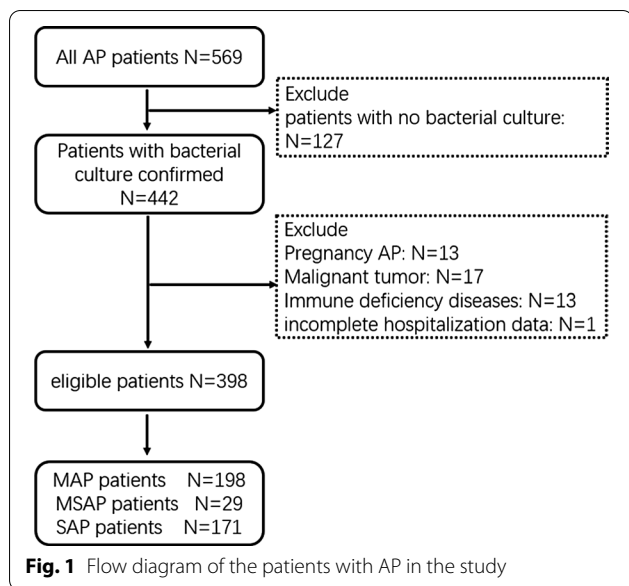 All AP patients N=569
Exclude
patients with no bacterial culture:
N=127
Patients with bacterial
culture confirmed
N=442
Exclude
Pregnancy AP: N=13
Malignant tumor: N=17
Immune deficiency diseases: N=13
incomplete hospitalization data: N=1
eligible patients N=398
MAP patients N=198
MSAP patients N=29
SAP patients N=171
Fig. 1 Flow diagram of the patients with AP in the study